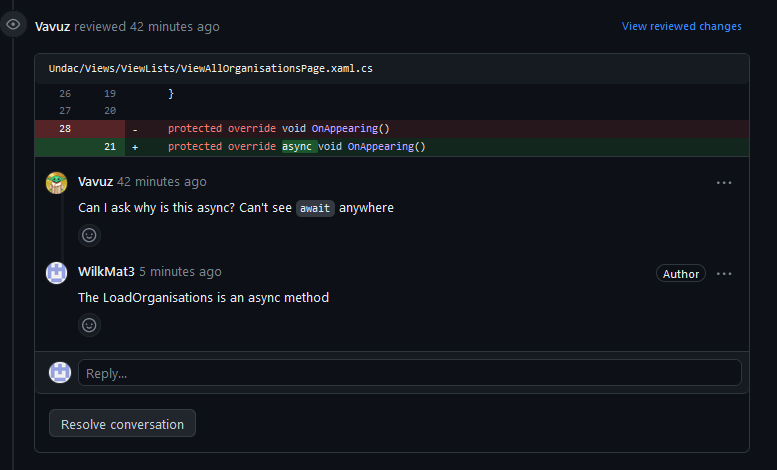 Vavuz reviewed 42 minutes ago
View reviewed changes
Undac/Views/ViewLists/ViewAllOrganisationsPage.xaml.cs
26 19 }
27 20
28 - protected override void OnAppearing()
21 + protected override async void OnAppearing()
Vavuz 42 minutes ago
Can I ask why is this async? Can't see await anywhere
WilkMat3 5 minutes ago Author
The LoadOrganisations is an async method
Reply...
Resolve conversation